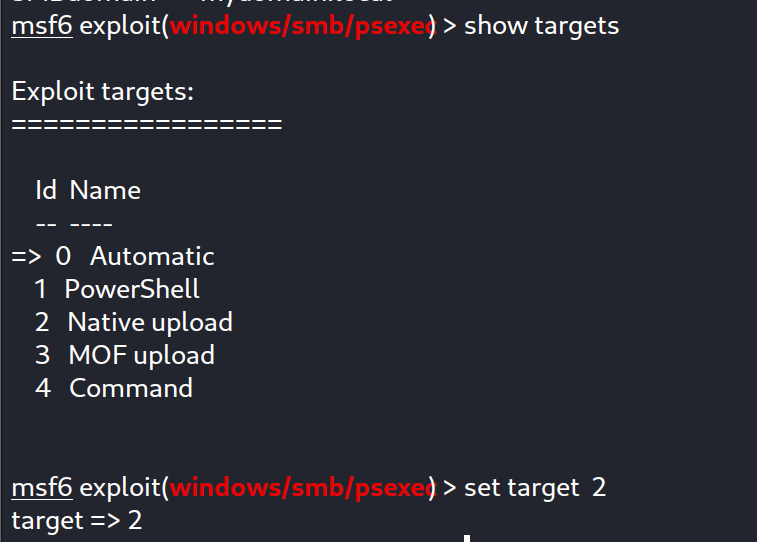 msf6 exploit(windows/smb/psexec) > show targets
Exploit targets:
=================
Id Name
-- ----
=> 0 Automatic
1 PowerShell
2 Native upload
3 MOF upload
4 Command
msf6 exploit(windows/smb/psexec) > set target 2
target => 2